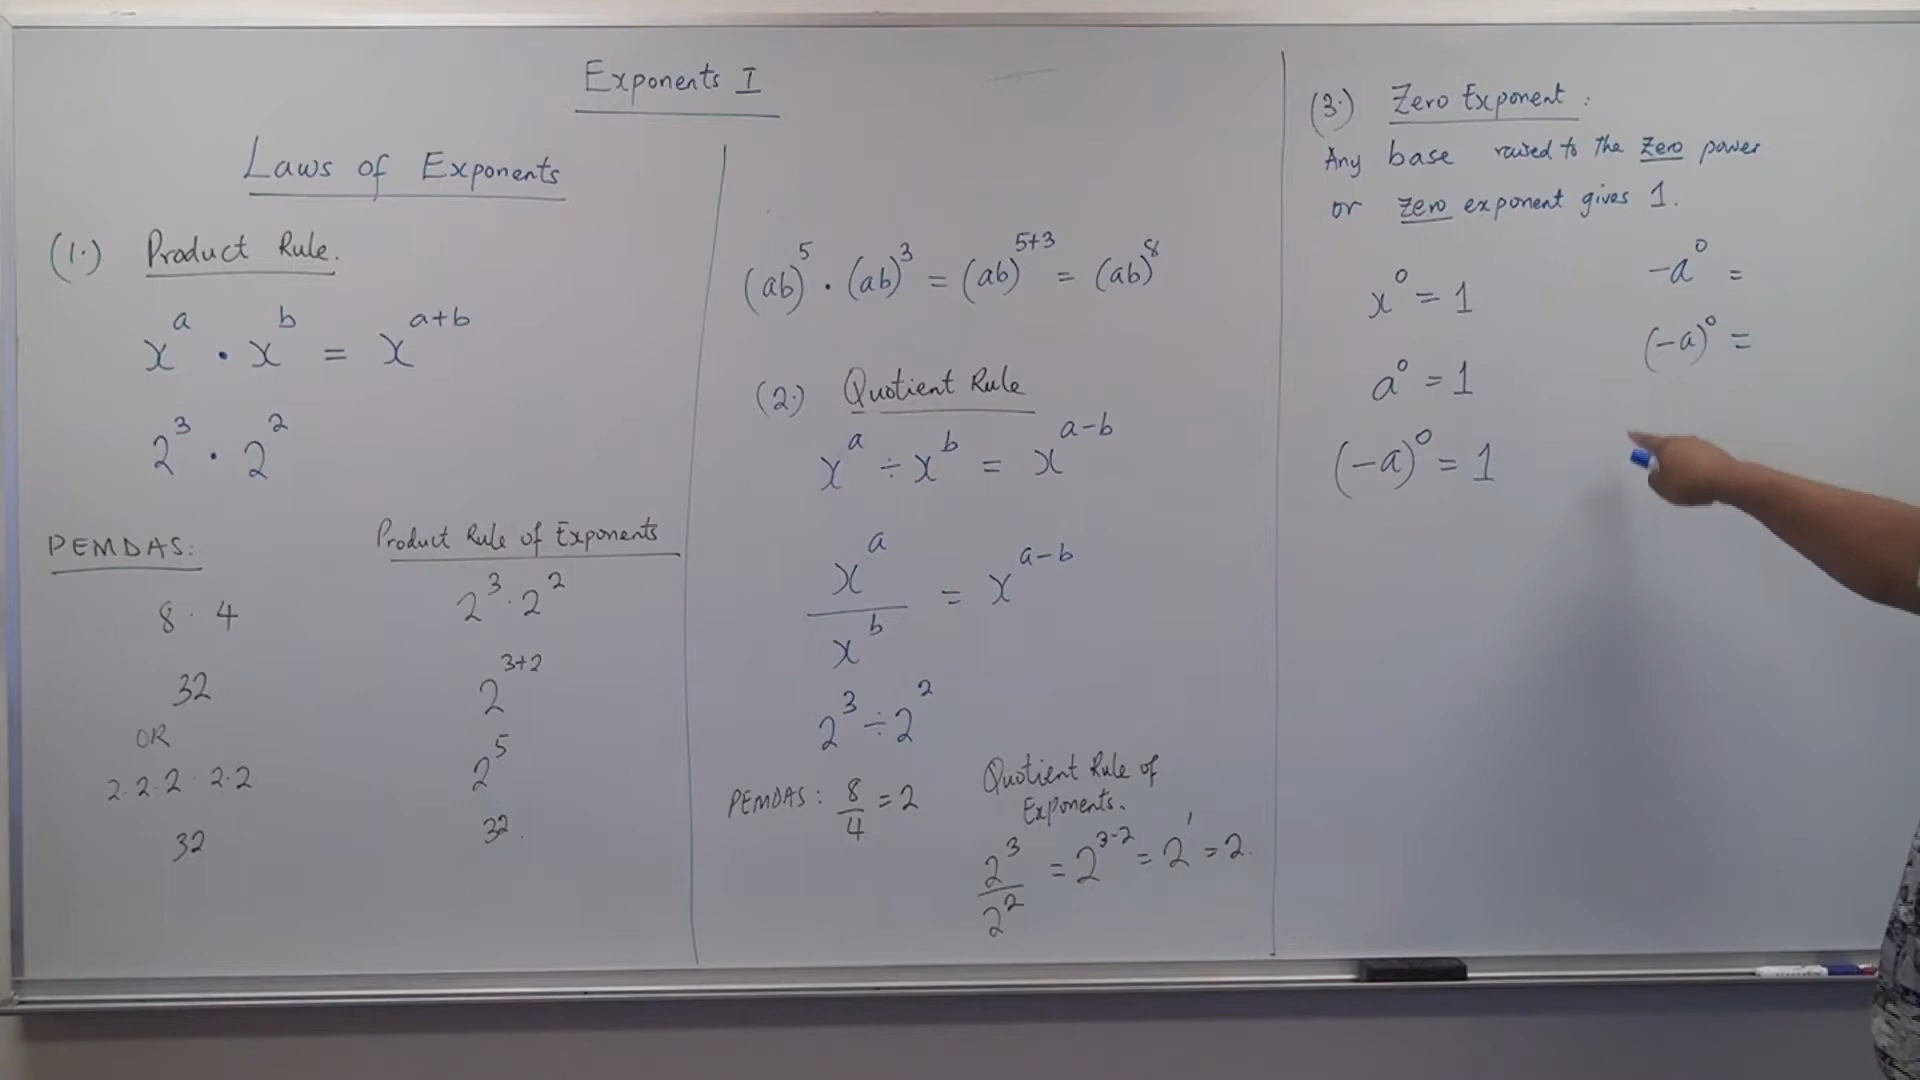 Exponents I
Laws of Exponents
(1.) Product Rule.
x^a · x^b = x^(a+b)
2^3 · 2^2
PEMDAS:
8 · 4
32
OR
2·2·2 · 2·2
32
Product Rule of Exponents
2^3 · 2^2
2^(3+2)
2^5
32.
(ab)^5 · (ab)^3 = (ab)^(5+3) = (ab)^8
(2.) Quotient Rule
x^a ÷ x^b = x^(a-b)
x^a / x^b = x^(a-b)
2^3 ÷ 2^2
PEMDAS: 8/4 = 2
Quotient Rule of
Exponents.
2^3 / 2^2 = 2^(3-2) = 2^1 = 2.
(3.) Zero Exponent:
Any base raised to the zero power
or zero exponent gives 1.
x^0 = 1
a^0 = 1
(-a)^0 = 1
-a^0 =
(-a)^0 =